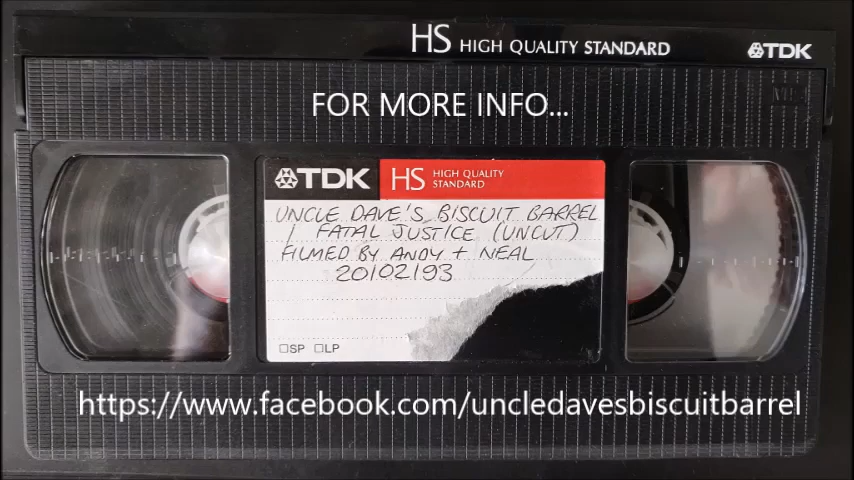 HS HIGH QUALITY STANDARD
TDK
FOR MORE INFO...
TDK HS HIGH QUALITY STANDARD
UNCLE DAVE'S BISCUIT BARREL
/ FATAL JUSTICE (UNCUT)
FILMED BY ANDY + NEAL
20/02/93
SP LP
https://www.facebook.com/uncledavesbiscuitbarrel